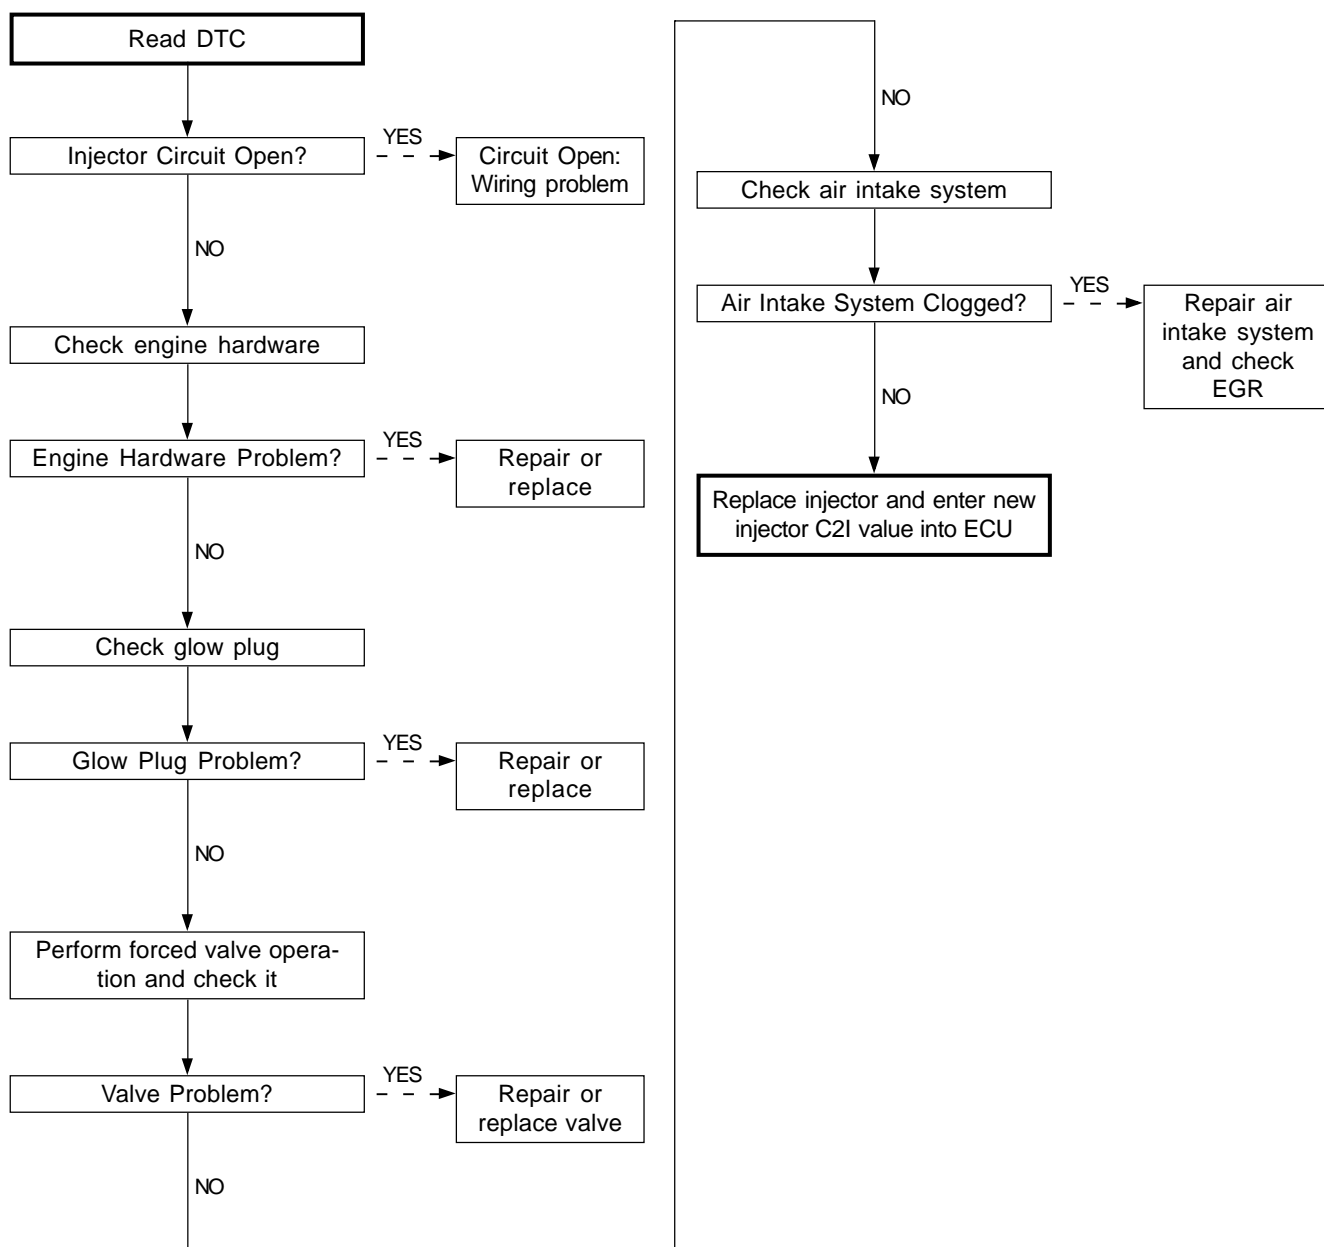 Read DTC
Injector Circuit Open?
YES
Circuit Open:
Wiring problem
NO
Check engine hardware
Engine Hardware Problem?
YES
Repair or
replace
NO
Check glow plug
Glow Plug Problem?
YES
Repair or
replace
NO
Perform forced valve opera-
tion and check it
Valve Problem?
YES
Repair or
replace valve
NO
NO
Check air intake system
Air Intake System Clogged?
YES
Repair air
intake system
and check
EGR
NO
Replace injector and enter new
injector C2I value into ECU